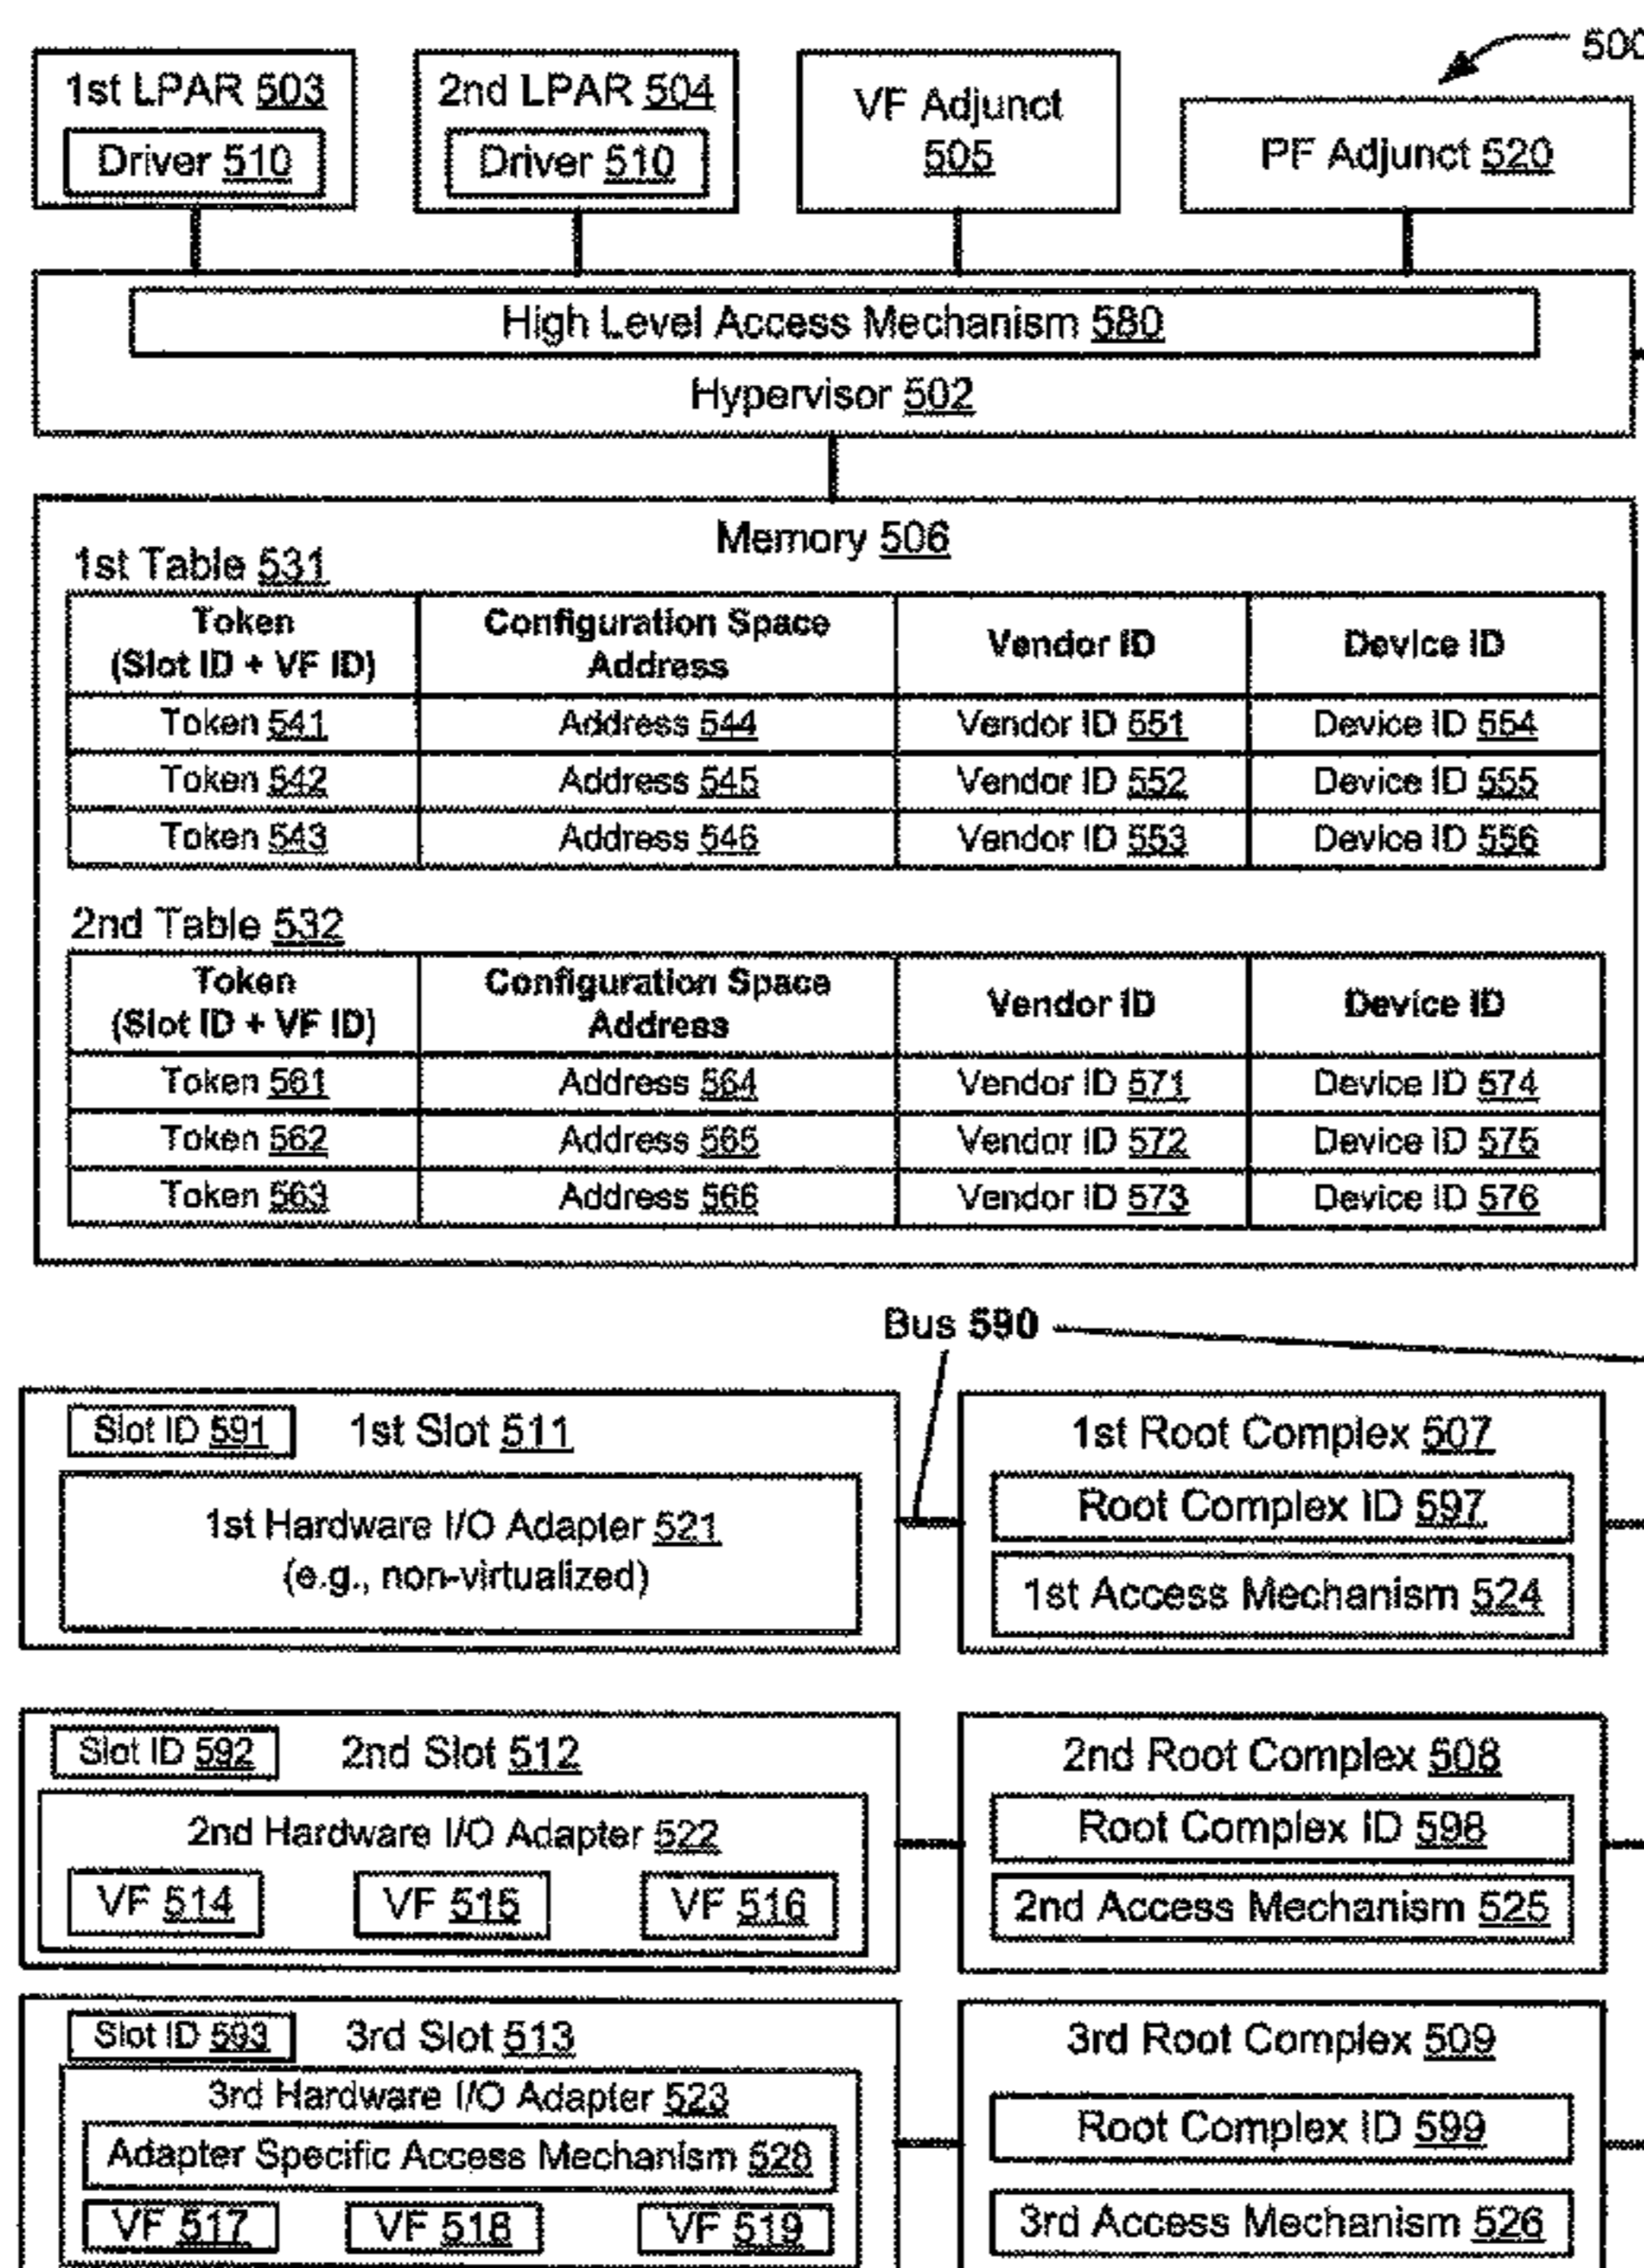 500
1st LPAR 503
Driver 510
2nd LPAR 504
Driver 510
VF Adjunct
505
PF Adjunct 520
High Level Access Mechanism 580
Hypervisor 502
Memory 506
1st Table 531
Token
(Slot ID + VF ID)
Configuration Space
Address
Vendor ID
Device ID
Token 541
Address 544
Vendor ID 551
Device ID 554
Token 542
Address 545
Vendor ID 552
Device ID 555
Token 543
Address 546
Vendor ID 553
Device ID 556
2nd Table 532
Token
(Slot ID + VF ID)
Configuration Space
Address
Vendor ID
Device ID
Token 561
Address 564
Vendor ID 571
Device ID 574
Token 562
Address 565
Vendor ID 572
Device ID 575
Token 563
Address 566
Vendor ID 573
Device ID 576
Bus 590
Slot ID 591
1st Slot 511
1st Hardware I/O Adapter 521
(e.g., non-virtualized)
1st Root Complex 507
Root Complex ID 597
1st Access Mechanism 524
Slot ID 592
2nd Slot 512
2nd Hardware I/O Adapter 522
VF 514
VF 515
VF 516
2nd Root Complex 508
Root Complex ID 598
2nd Access Mechanism 525
Slot ID 593
3rd Slot 513
3rd Hardware I/O Adapter 523
Adapter Specific Access Mechanism 528
VF 517
VF 518
VF 519
3rd Root Complex 509
Root Complex ID 599
3rd Access Mechanism 526